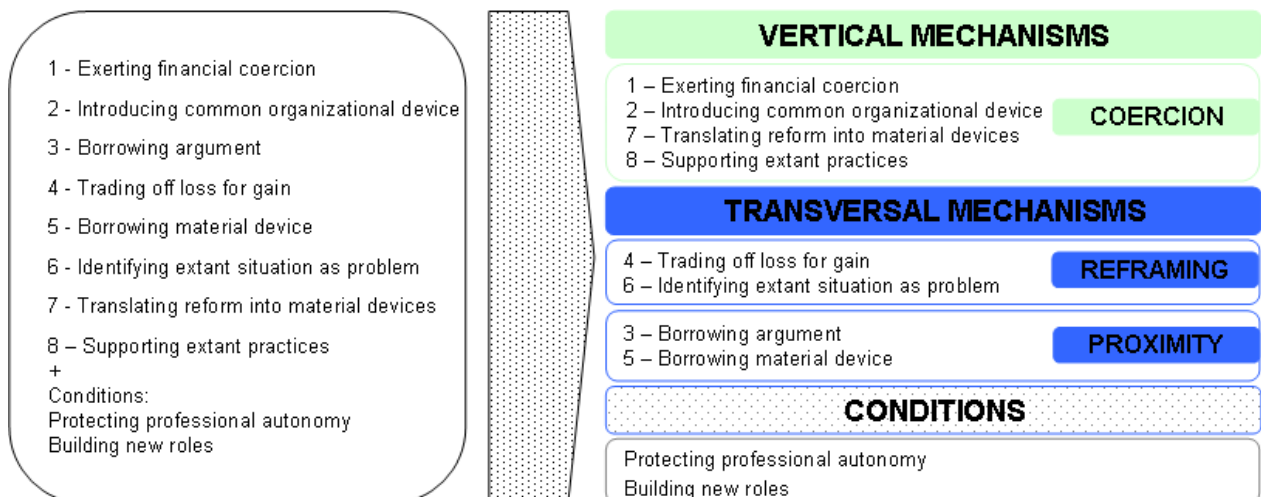 1 - Exerting financial coercion
2 - Introducing common organizational device
3 - Borrowing argument
4 - Trading off loss for gain
5 - Borrowing material device
6 - Identifying extant situation as problem
7 - Translating reform into material devices
8 – Supporting extant practices
+
Conditions:
Protecting professional autonomy
Building new roles
VERTICAL MECHANISMS
1 – Exerting financial coercion
2 – Introducing common organizational device
7 – Translating reform into material devices
8 – Supporting extant practices
COERCION
TRANSVERSAL MECHANISMS
4 – Trading off loss for gain
6 – Identifying extant situation as problem
REFRAMING
3 – Borrowing argument
5 – Borrowing material device
PROXIMITY
CONDITIONS
Protecting professional autonomy
Building new roles